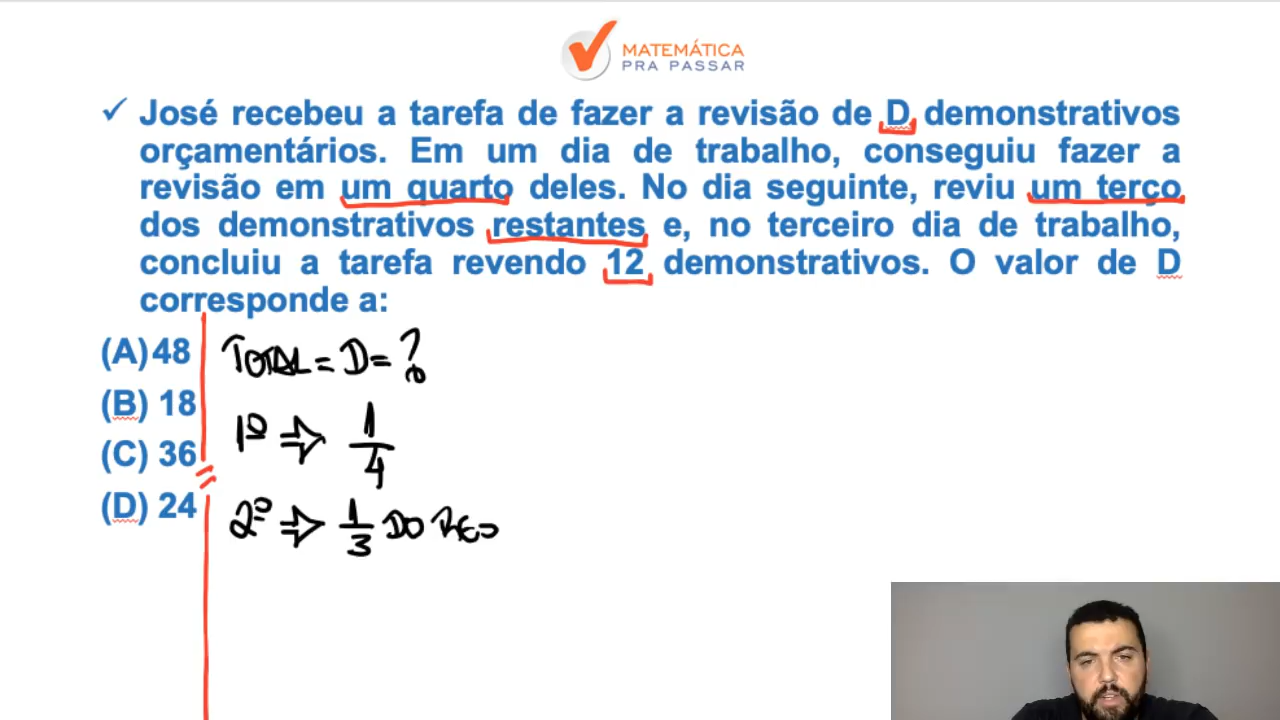 MATEMÁTICA
PRA PASSAR
✓ José recebeu a tarefa de fazer a revisão de D demonstrativos
orçamentários. Em um dia de trabalho, conseguiu fazer a
revisão em um quarto deles. No dia seguinte, reviu um terço
dos demonstrativos restantes e, no terceiro dia de trabalho,
concluiu a tarefa revendo 12 demonstrativos. O valor de D
corresponde a:
(A) 48
(B) 18
(C) 36
(D) 24
TOTAL = D = ?
1º ⇒ 1/4
2º ⇒ 1/3 DO RES